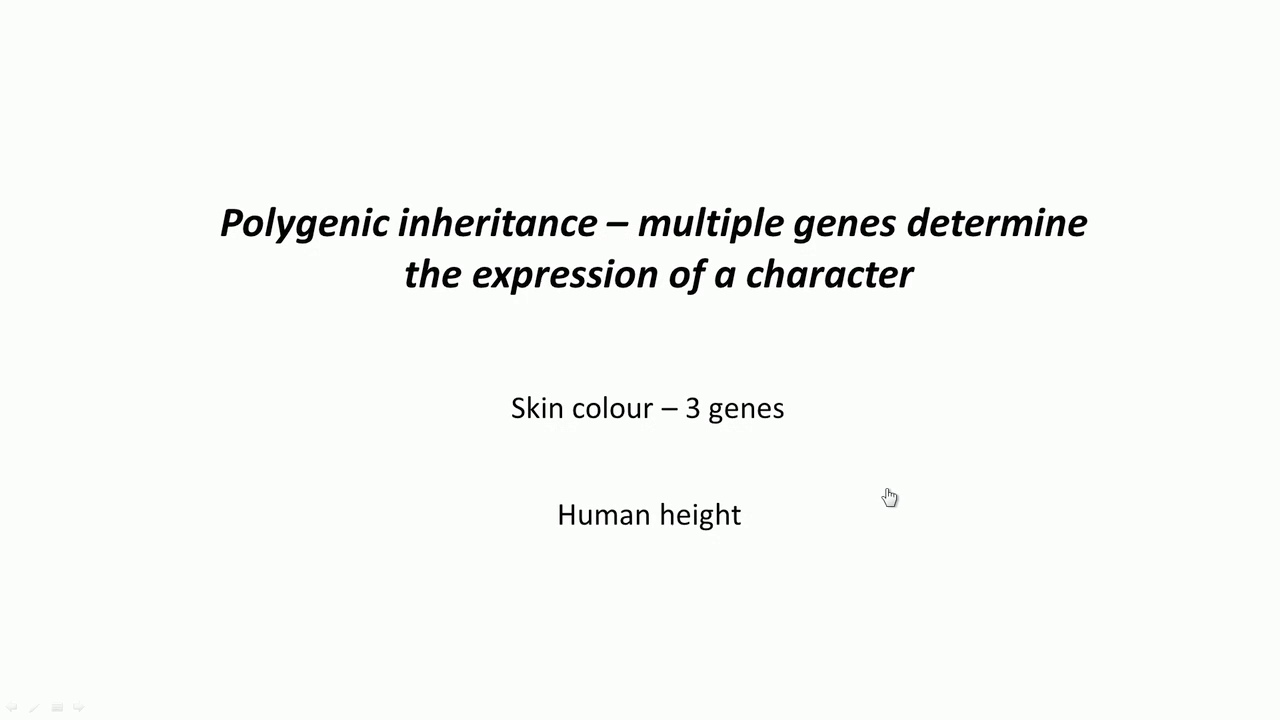 Polygenic inheritance – multiple genes determine
the expression of a character
Skin colour – 3 genes
Human height